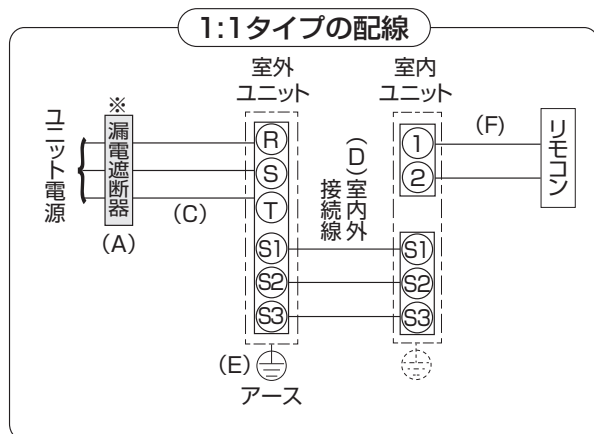 1:1タイプの配線
室外
ユニット
室内
ユニット
ユニット電源
※
漏電遮断器
(A)
(C)
R
S
T
S1
S2
S3
(E)
アース
(D)室内外
接続線
1
2
S1
S2
S3
(F)
リモコン